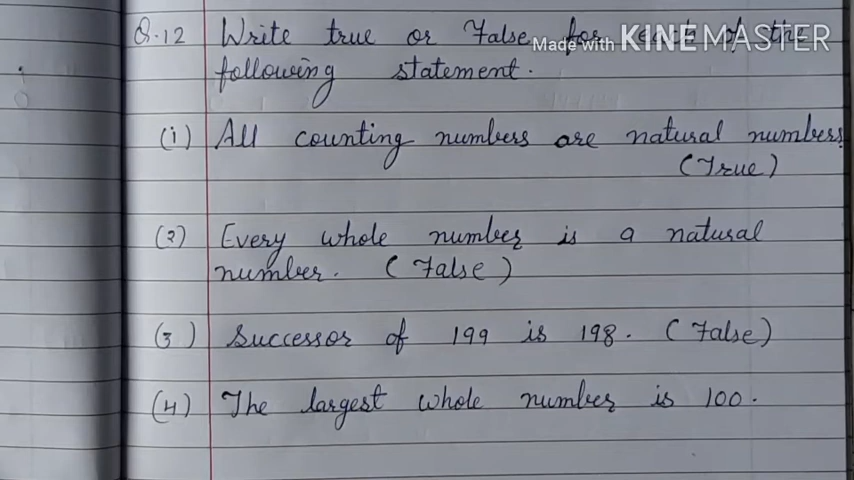 Q.12 Write true or False for each of the
Made with KINEMASTER
following statement.
(i) All counting numbers are natural numbers.
(True)
(2) Every whole number is a natural
number. (False)
(3) Successor of 199 is 198. (False)
(4) The largest whole number is 100.